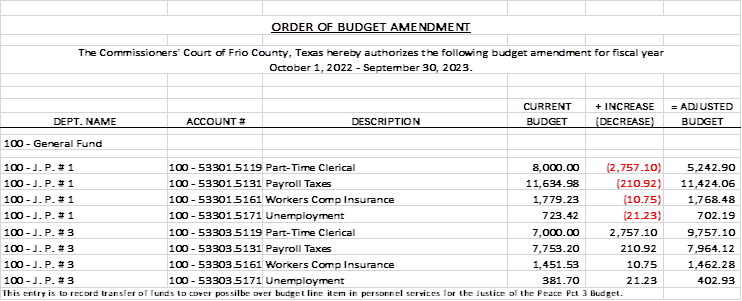 ORDER OF BUDGET AMENDMENT
The Commissioners' Court of Frio County, Texas hereby authorizes the following budget amendment for fiscal year
October 1, 2022 - September 30, 2023.
CURRENT + INCREASE = ADJUSTED
DEPT. NAME ACCOUNT # DESCRIPTION BUDGET (DECREASE) BUDGET
100 - General Fund
100 - J. P. # 1 100 - 53301.5119 Part-Time Clerical 8,000.00 (2,757.10) 5,242.90
100 - J. P. # 1 100 - 53301.5131 Payroll Taxes 11,634.98 (210.92) 11,424.06
100 - J. P. # 1 100 - 53301.5161 Workers Comp Insurance 1,779.23 (10.75) 1,768.48
100 - J. P. # 1 100 - 53301.5171 Unemployment 723.42 (21.23) 702.19
100 - J. P. # 3 100 - 53303.5119 Part-Time Clerical 7,000.00 2,757.10 9,757.10
100 - J. P. # 3 100 - 53303.5131 Payroll Taxes 7,753.20 210.92 7,964.12
100 - J. P. # 3 100 - 53303.5161 Workers Comp Insurance 1,451.53 10.75 1,462.28
100 - J. P. # 3 100 - 53303.5171 Unemployment 381.70 21.23 402.93
This entry is to record transfer of funds to cover possilbe over budget line item in personnel services for the Justice of the Peace Pct 3 Budget.